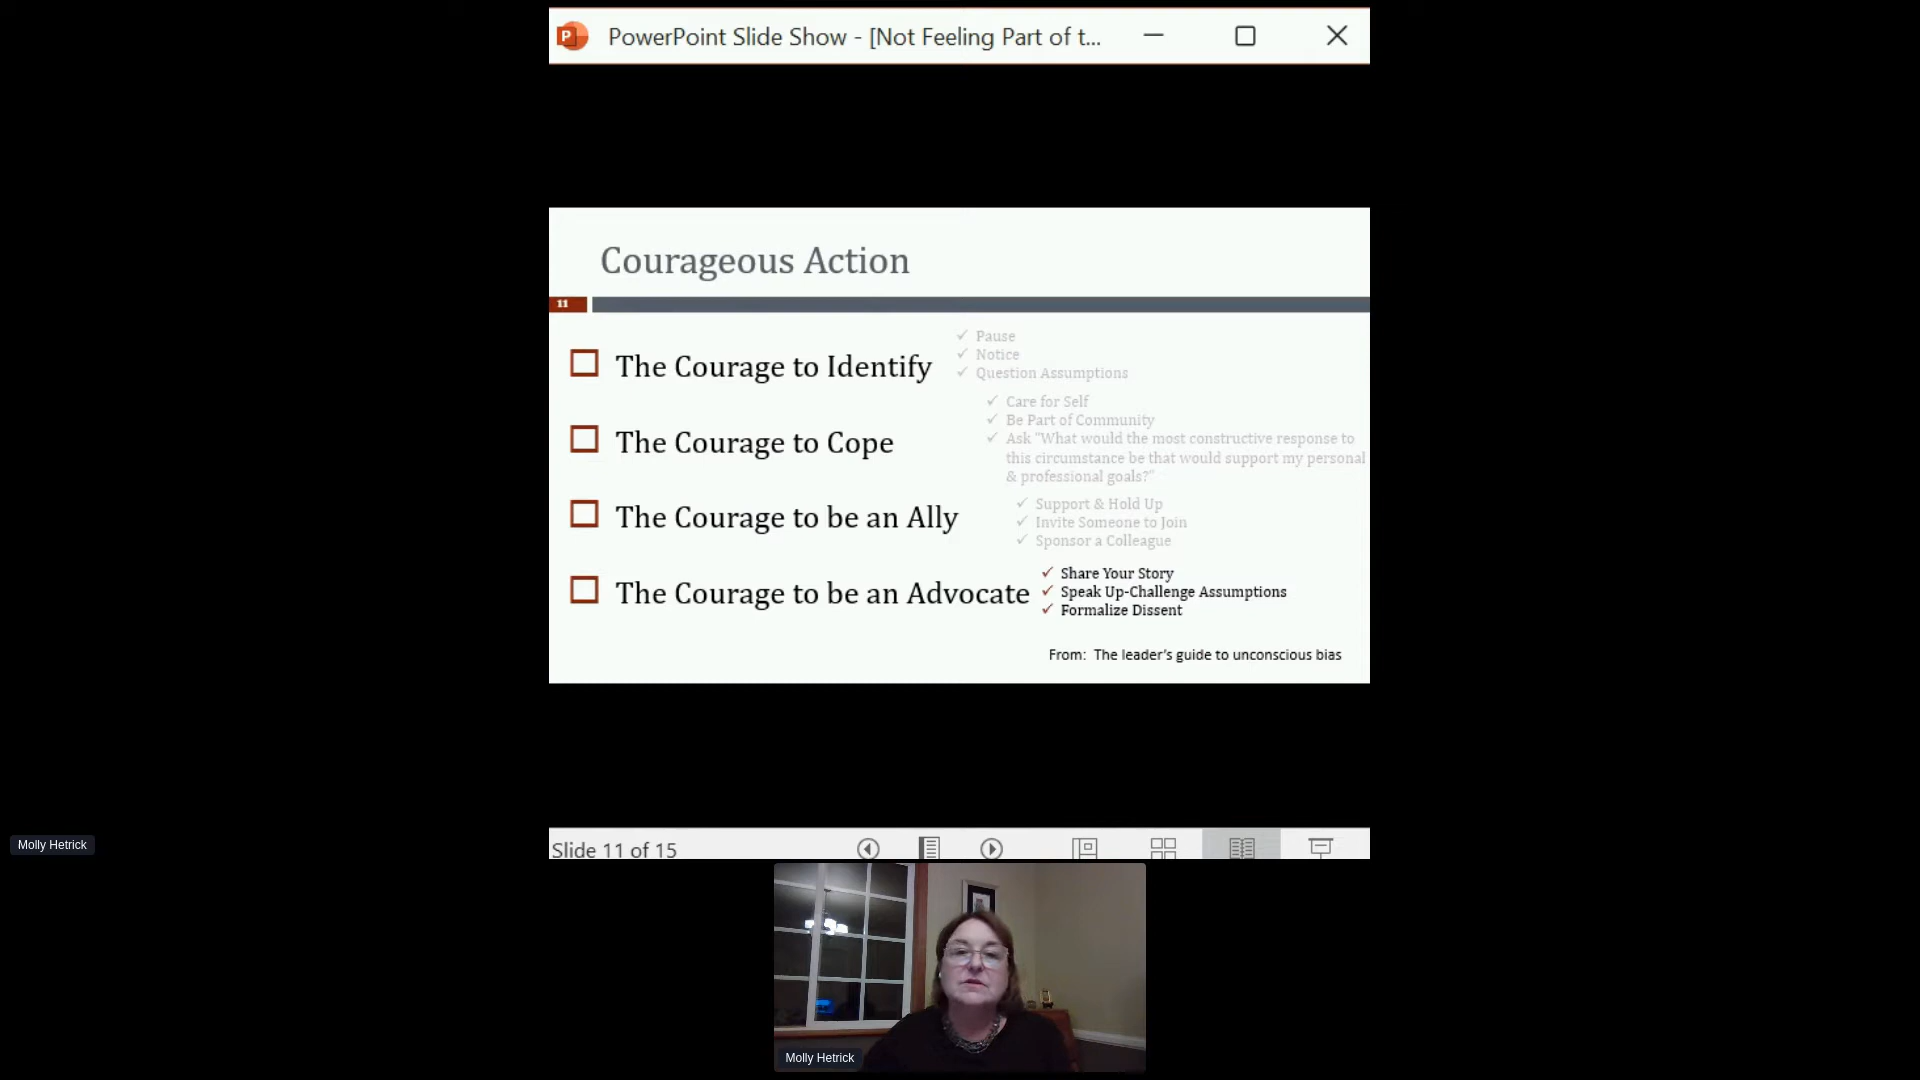 PowerPoint Slide Show - [Not Feeling Part of t...
Courageous Action
11
The Courage to Identify
✓ Pause
✓ Notice
✓ Question Assumptions
The Courage to Cope
✓ Care for Self
✓ Be Part of Community
✓ Ask "What would the most constructive response to
this circumstance be that would support my personal
& professional goals?"
The Courage to be an Ally
✓ Support & Hold Up
✓ Invite Someone to Join
✓ Sponsor a Colleague
The Courage to be an Advocate
✓ Share Your Story
✓ Speak Up-Challenge Assumptions
✓ Formalize Dissent
From: The leader's guide to unconscious bias
Molly Hetrick
Slide 11 of 15
Molly Hetrick